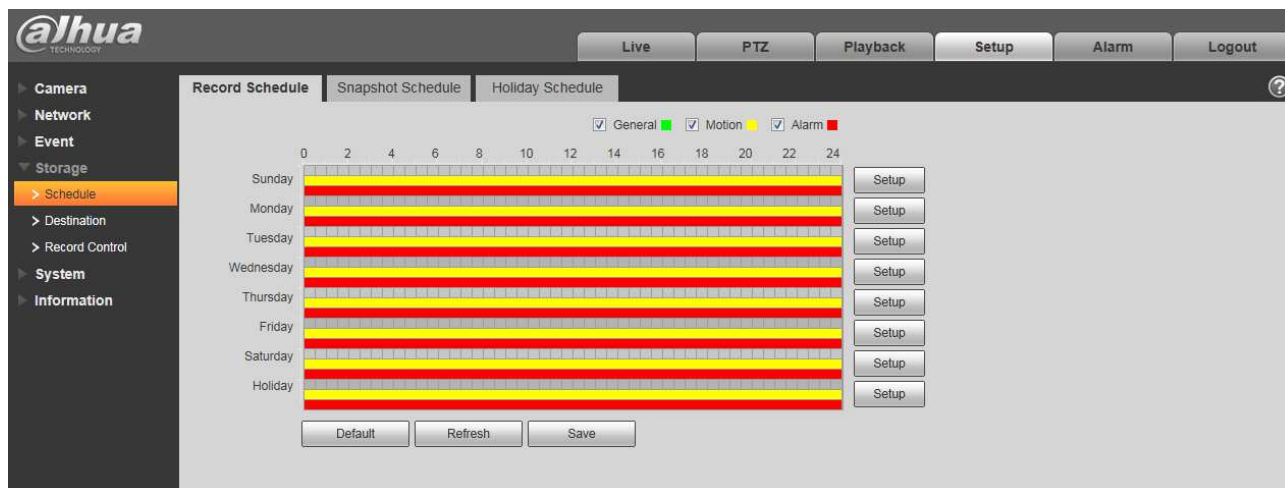 alhua
TECHNOLOGY
Live PTZ Playback Setup Alarm Logout
Camera
Network
Event
Storage
> Schedule
> Destination
> Record Control
System
Information
Record Schedule Snapshot Schedule Holiday Schedule ?
General Motion Alarm
0 2 4 6 8 10 12 14 16 18 20 22 24
Sunday Setup
Monday Setup
Tuesday Setup
Wednesday Setup
Thursday Setup
Friday Setup
Saturday Setup
Holiday Setup
Default Refresh Save